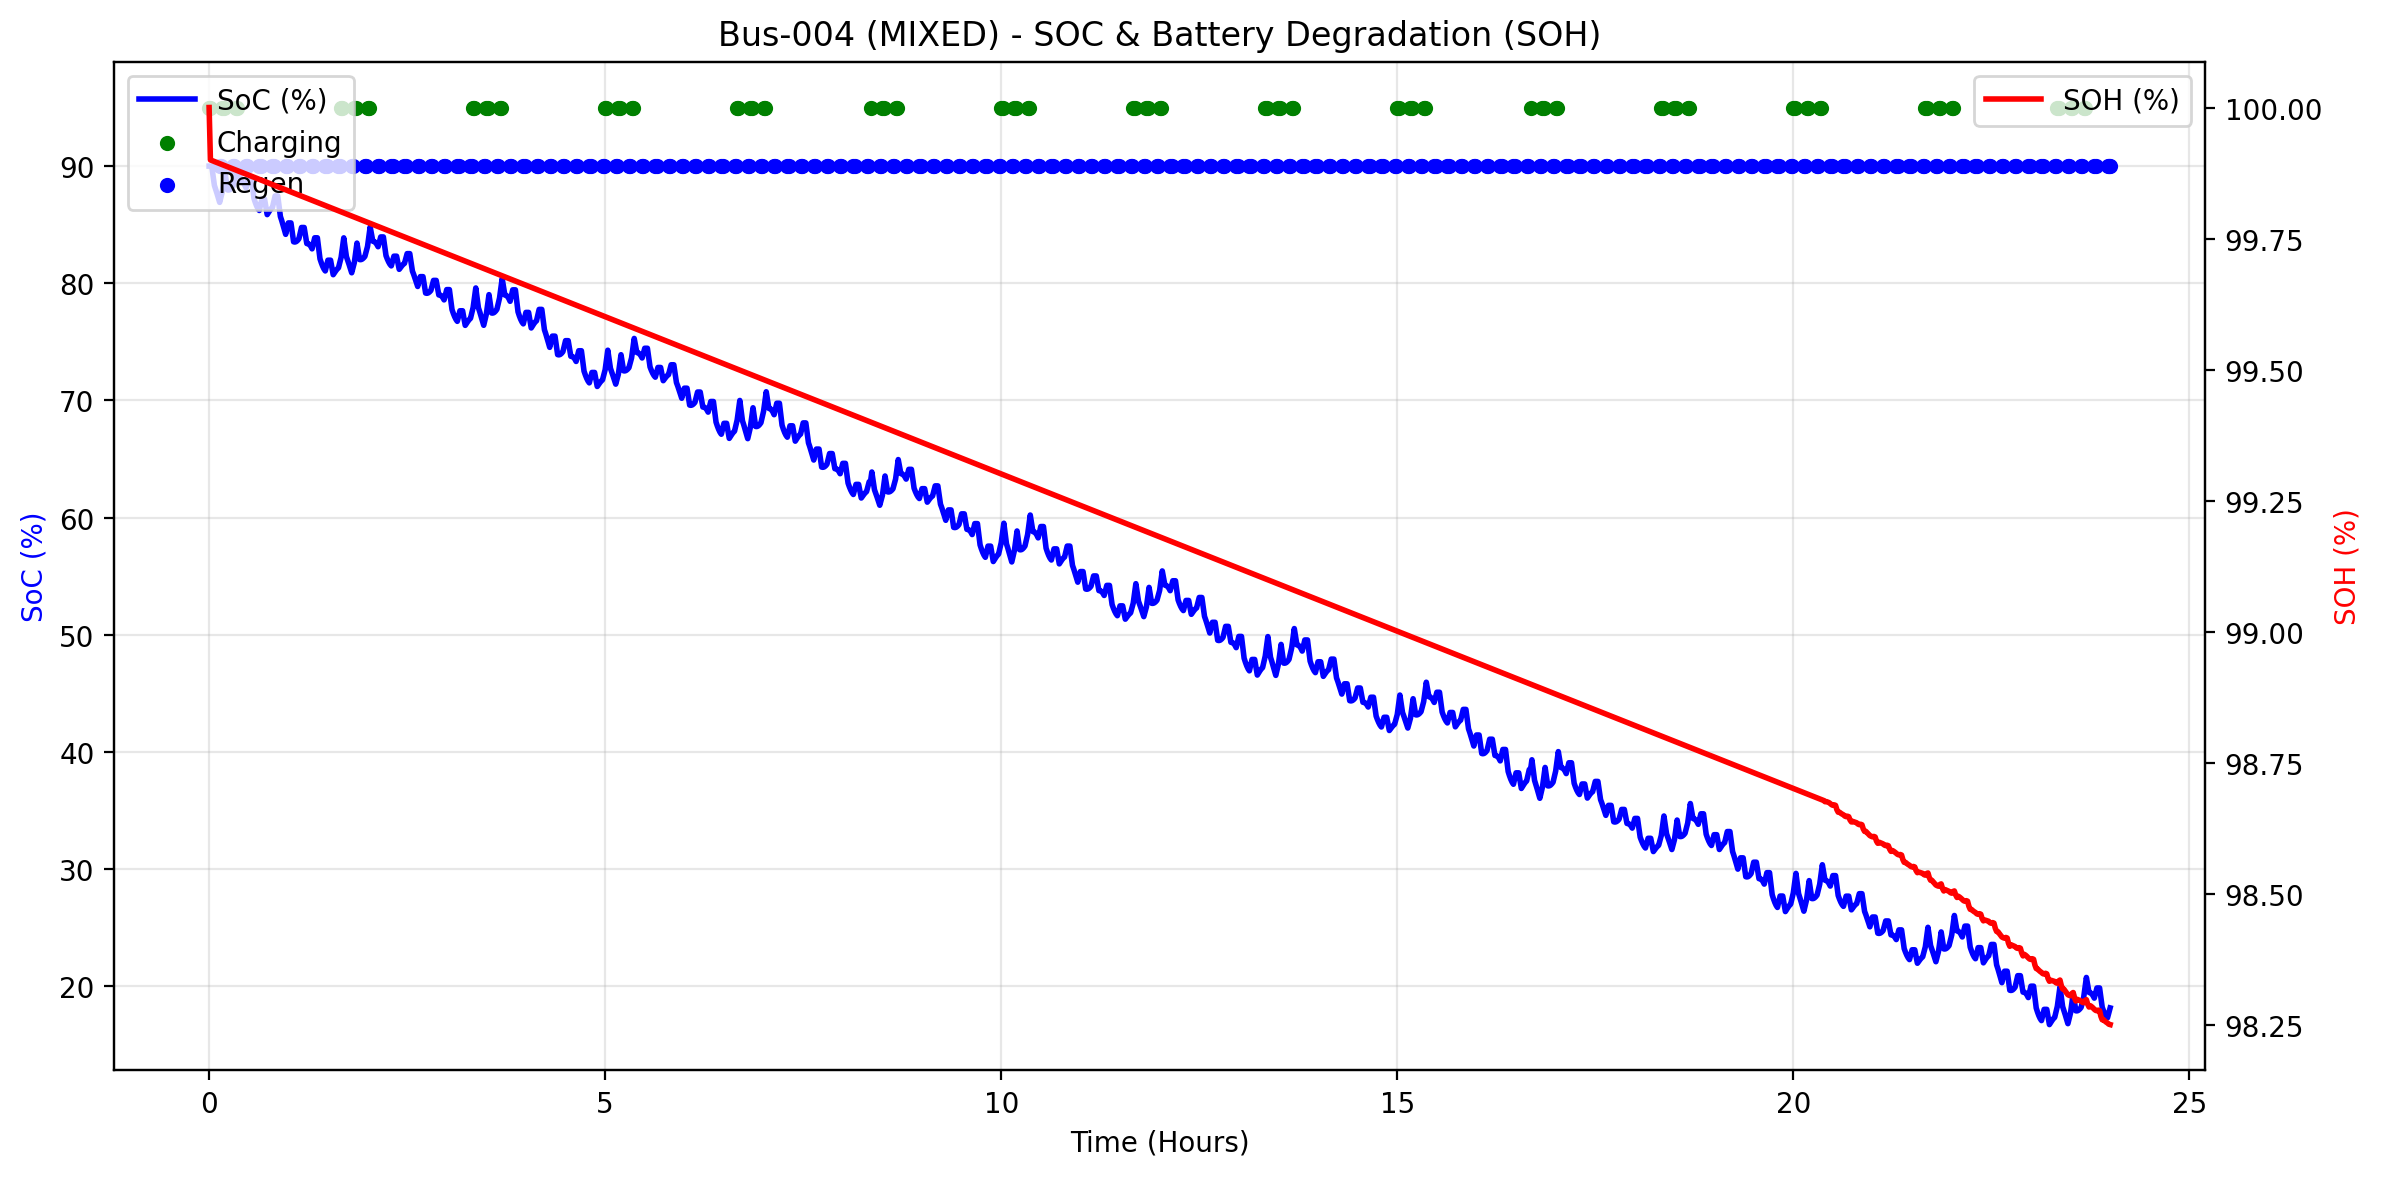 Bus-004 (MIXED) - SOC & Battery Degradation (SOH)
SoC (%)
Charging
Regen
SOH (%)
90
80
70
60
50
40
30
20
SoC (%)
100.00
99.75
99.50
99.25
99.00
98.75
98.50
98.25
SOH (%)
0 5 10 15 20 25
Time (Hours)